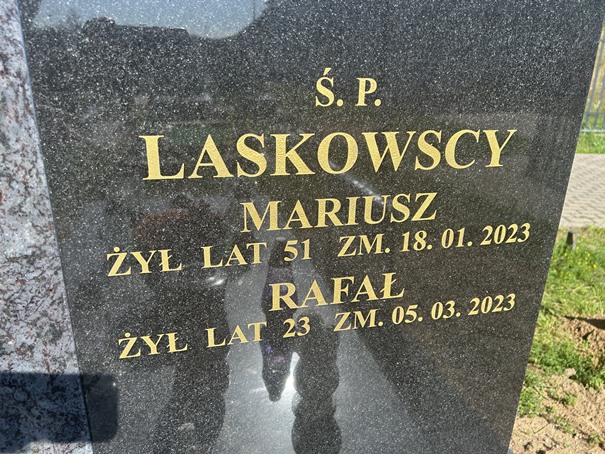 Ś. P.
LASKOWSCY
MARIUSZ
ŻYŁ LAT 51 ZM. 18. 01. 2023
RAFAŁ
ŻYŁ LAT 23 ZM. 05. 03. 2023